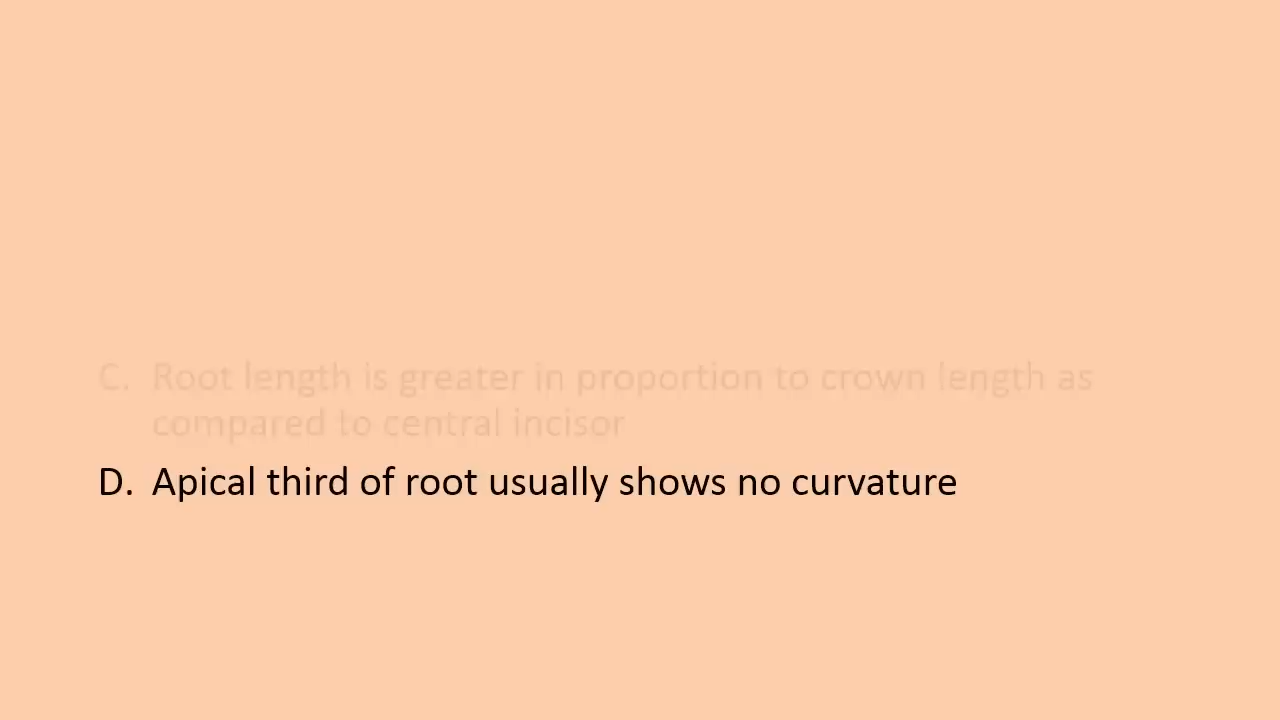 C. Root length is greater in proportion to crown length as
compared to central incisor
D. Apical third of root usually shows no curvature